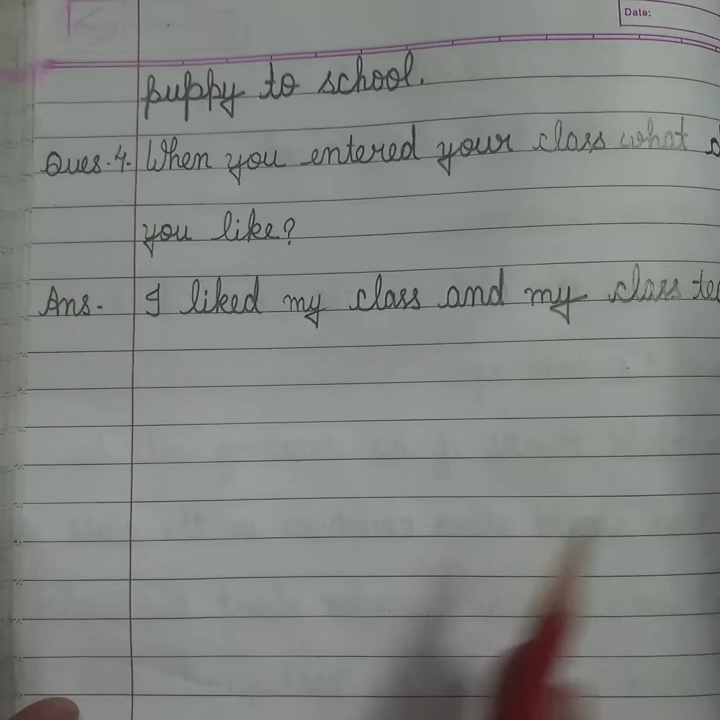 Date:
puppy to school.
Ques.4. When you entered your class what
you like?
Ans. I liked my class and my class